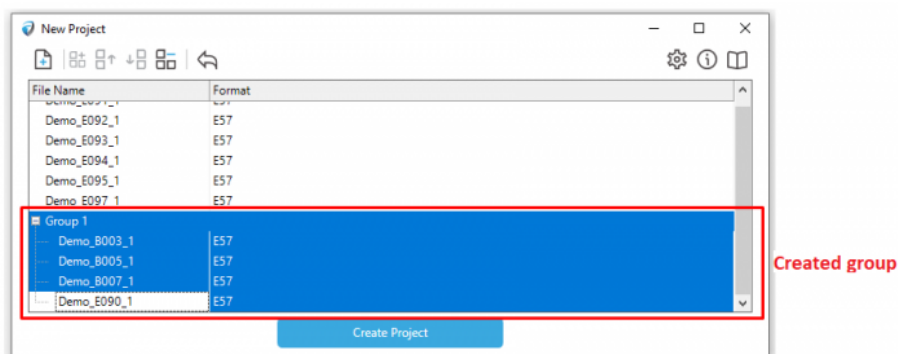 New Project
File Name Format
Demo_E092_1 E57
Demo_E093_1 E57
Demo_E094_1 E57
Demo_E095_1 E57
Demo_E097_1 E57
Group 1
Demo_B003_1 E57
Demo_B005_1 E57
Demo_B007_1 E57
Demo_E090_1 E57
Created group
Create Project